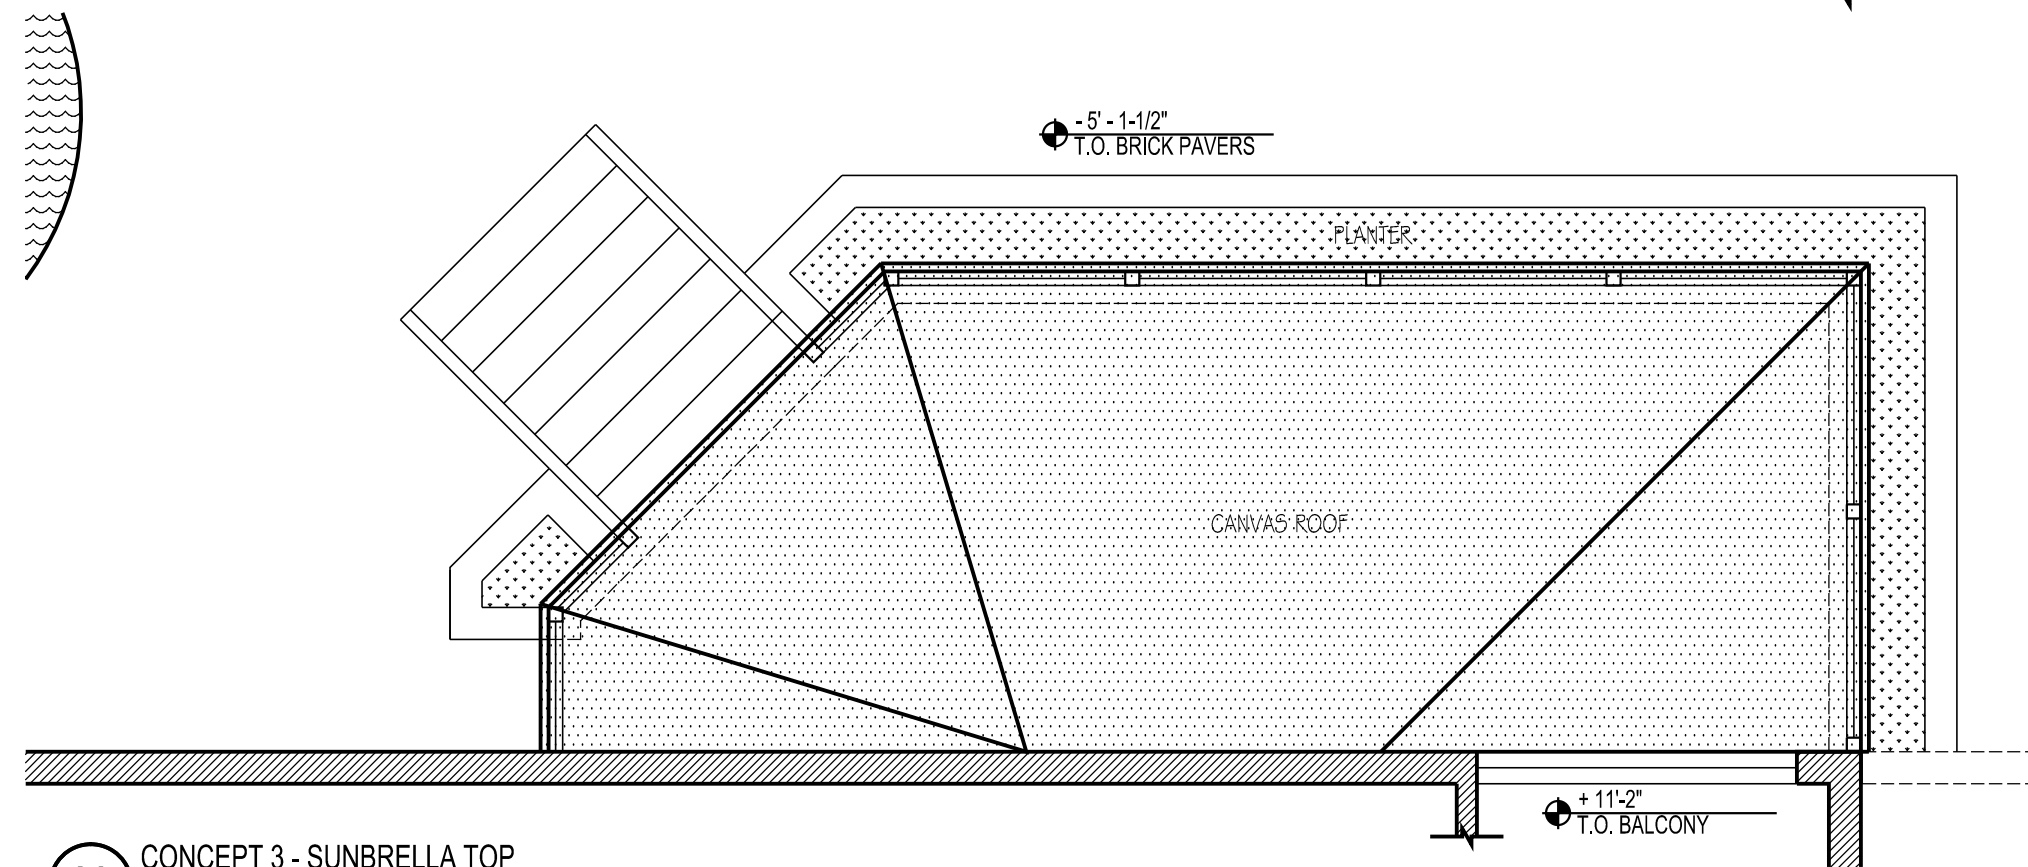 - 5' - 1-1/2"
T.O. BRICK PAVERS
PLANTER
CANVAS ROOF
+ 11'-2"
T.O. BALCONY
CONCEPT 3 - SUNBRELLA TOP